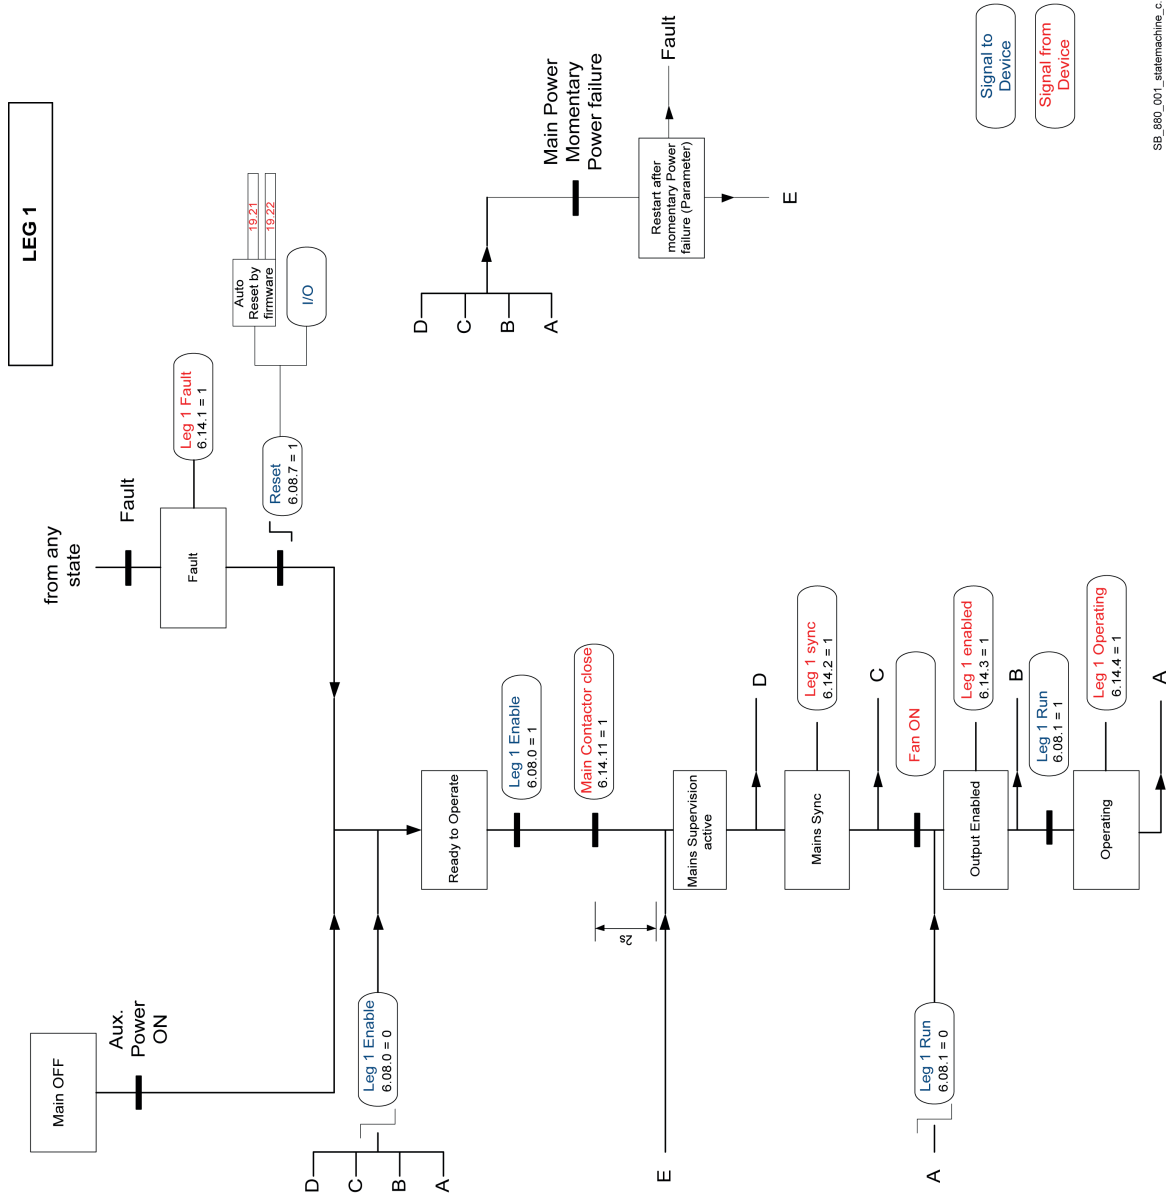 LEG 1
Main OFF
Aux.
Power
ON
from any
state
Fault
Fault
Leg 1 Fault
6.14.1 = 1
Reset
6.08.7 = 1
Auto
Reset by
firmware
19.21
19.22
I/O
D
C
B
A
Leg 1 Enable
6.08.0 = 0
Ready to Operate
Leg 1 Enable
6.08.0 = 1
Main Contactor close
6.14.11 = 1
2s
E
Mains Supervision
active
D
Mains Sync
Leg 1 sync
6.14.2 = 1
C
Fan ON
A
Leg 1 Run
6.08.1 = 0
Output Enabled
Leg 1 enabled
6.14.3 = 1
B
Leg 1 Run
6.08.1 = 1
Operating
Leg 1 Operating
6.14.4 = 1
A
D
C
B
A
Main Power
Momentary
Power failure
Restart after
momentary Power
failure (Parameter)
Fault
E
Signal to
Device
Signal from
Device
SB_880_001_statemachine_c.